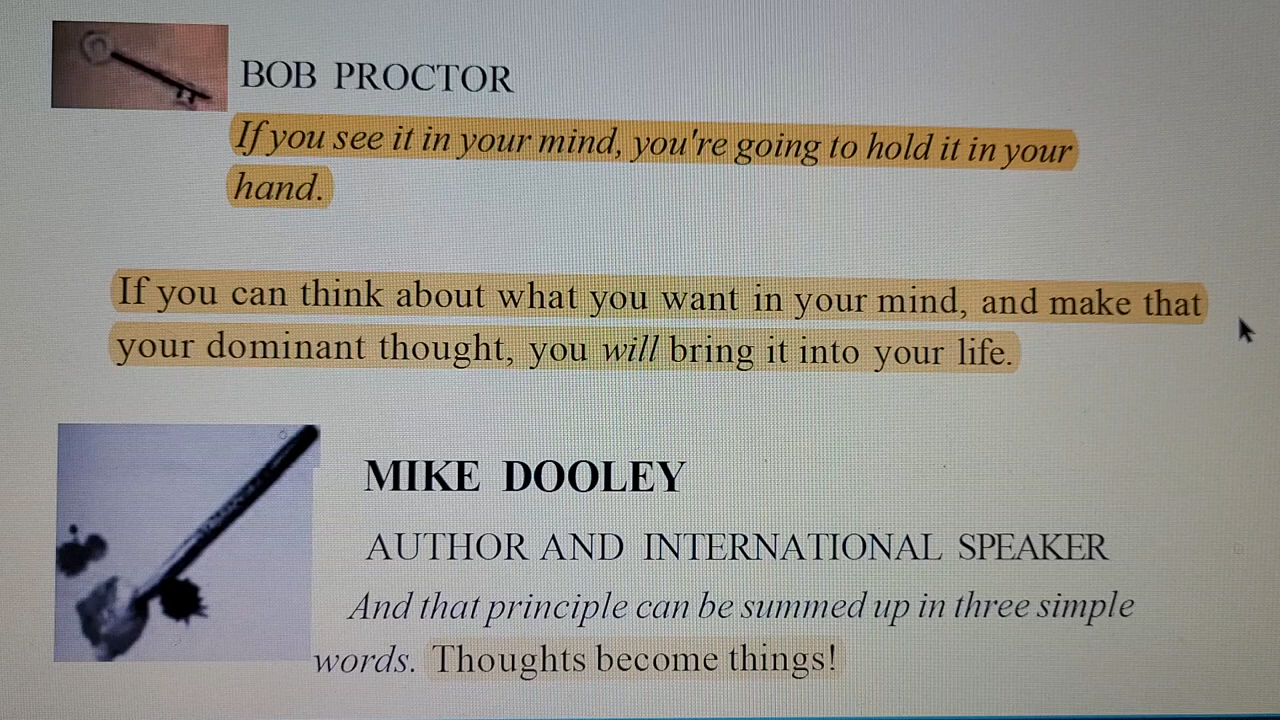 BOB PROCTOR
If you see it in your mind, you're going to hold it in your
hand.
If you can think about what you want in your mind, and make that
your dominant thought, you will bring it into your life.
MIKE DOOLEY
AUTHOR AND INTERNATIONAL SPEAKER
And that principle can be summed up in three simple
words. Thoughts become things!